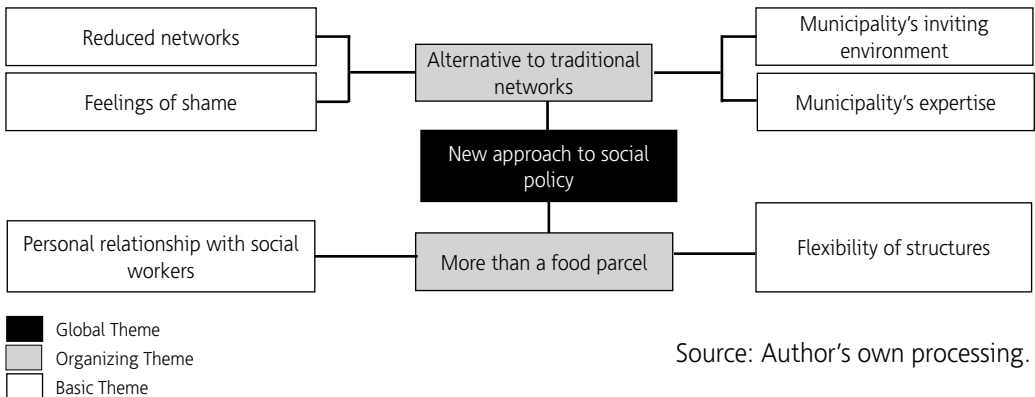 Reduced networks
Feelings of shame
Alternative to traditional
networks
Municipality's inviting
environment
Municipality's expertise
New approach to social
policy
Personal relationship with social
workers
More than a food parcel
Flexibility of structures
Global Theme
Organizing Theme
Basic Theme
Source: Author's own processing.